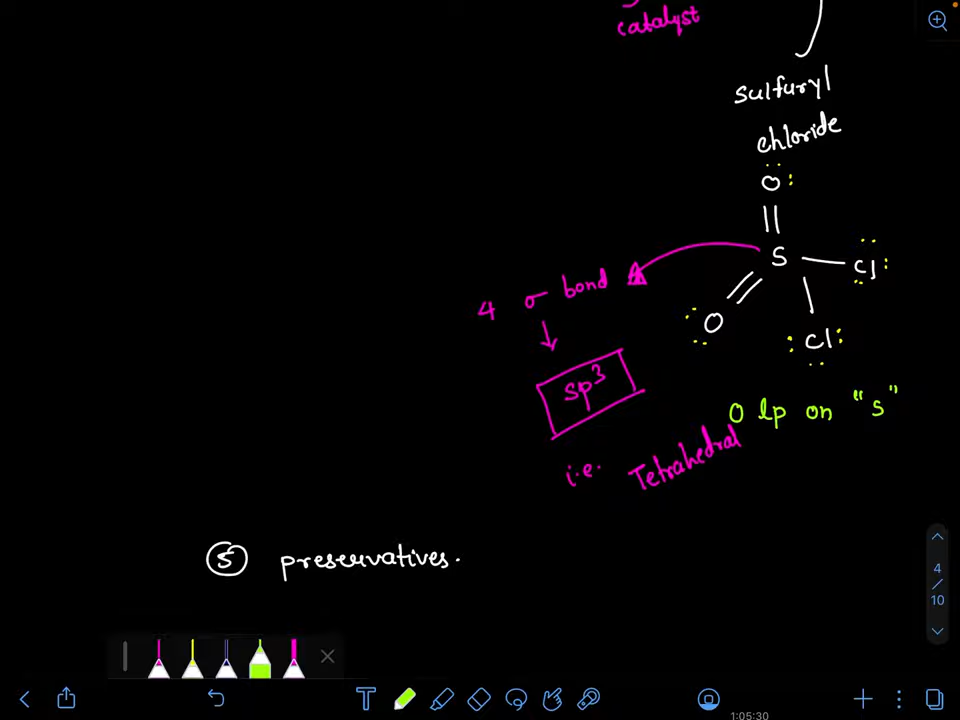 catalyst
sulfuryl
chloride
O
S
Cl
O
Cl
4 σ bond
sp³
0 lp on "s"
i.e. Tetrahedral
⑤ preservatives.
4
/
10
T
1:05:30